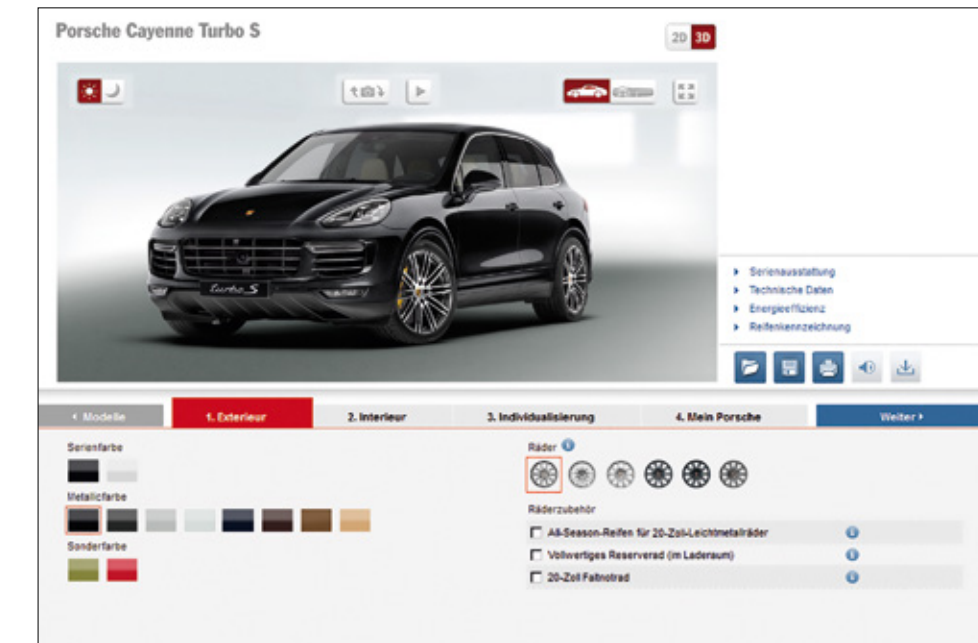 Porsche Cayenne Turbo S
2D 3D
turbo S
Serienausstattung
Technische Daten
Energieeffizienz
Reifenkennzeichnung
Modelle
1. Exterieur
2. Interieur
3. Individualisierung
4. Mein Porsche
Weiter
Serienfarbe
Metallicfarbe
Sonderfarbe
Räder
Räderzubehör
All-Season-Reifen für 20-Zoll-Leichtmetallräder
Vollwertiges Reserverad (im Laderaum)
20-Zoll Faltnotrad